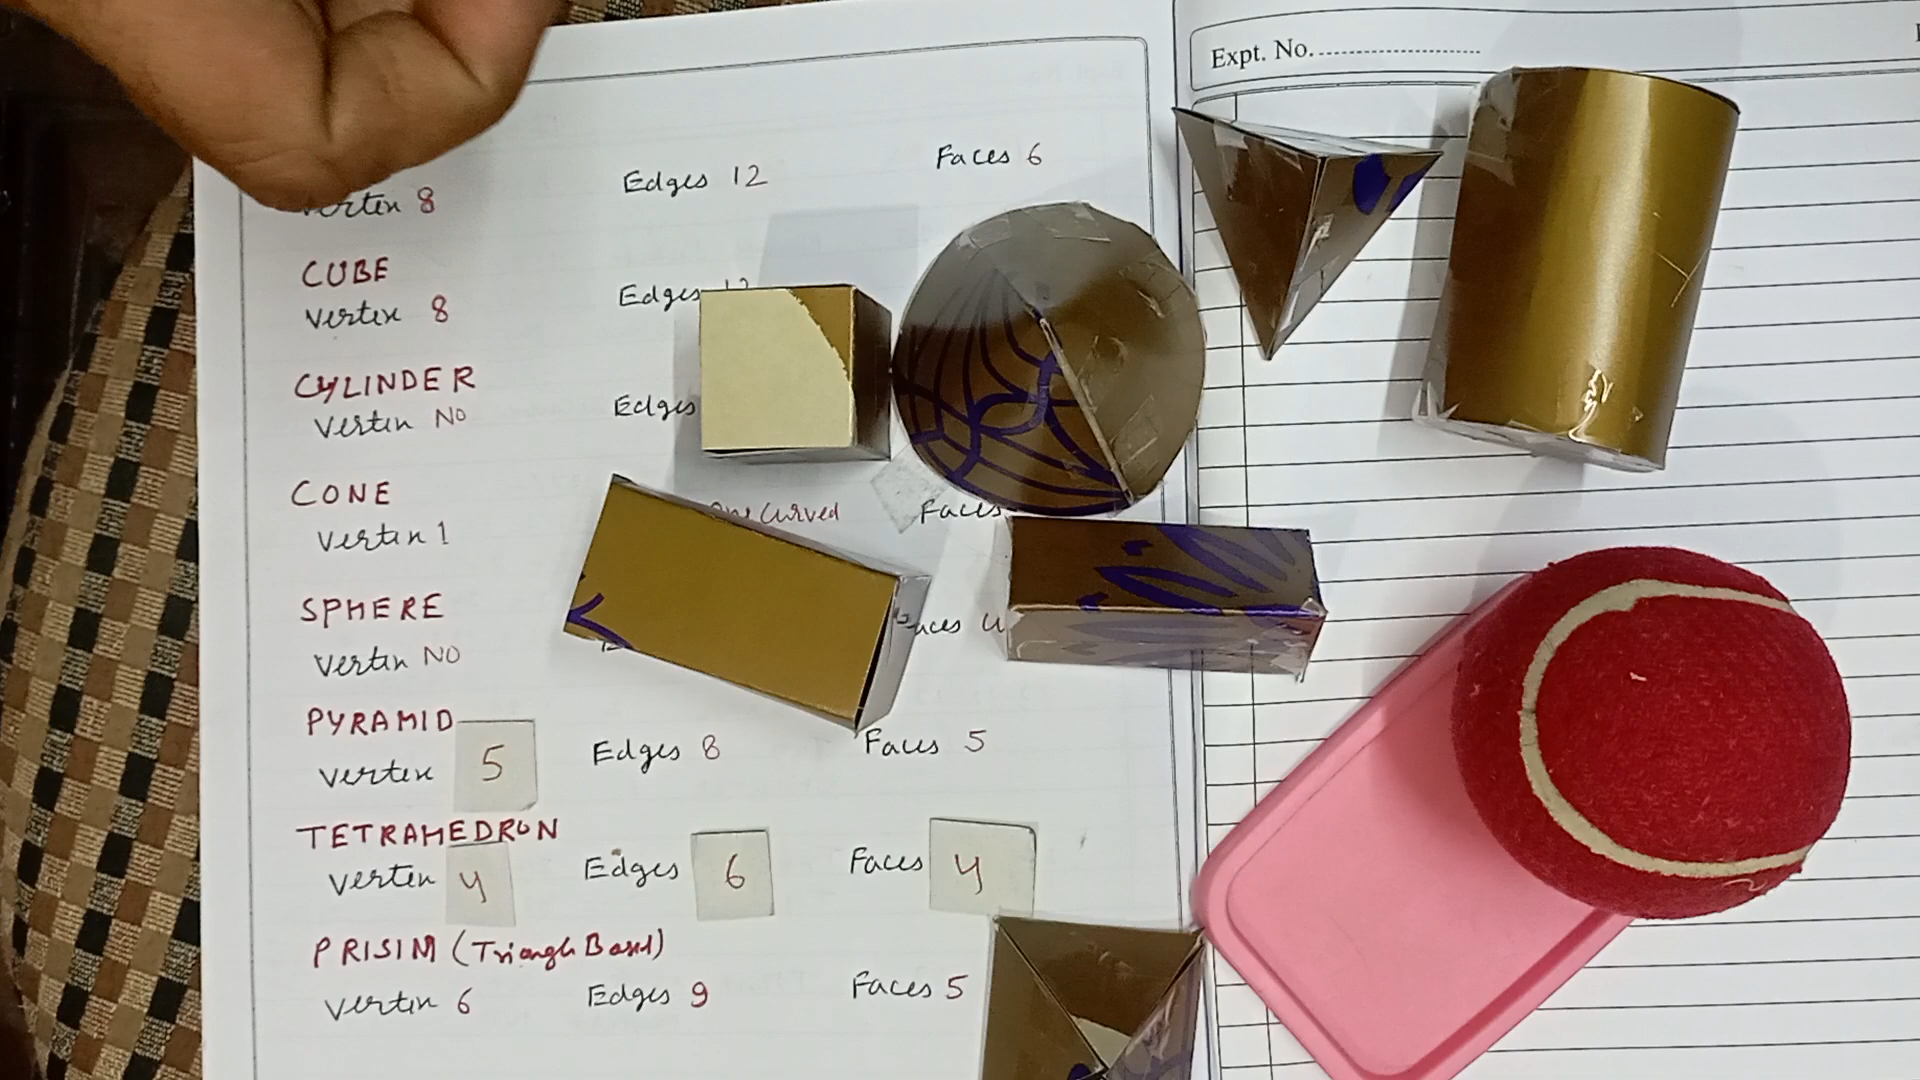 Expt. No.
Vertex 8 Edges 12 Faces 6
CUBE
Vertex 8 Edges
CYLINDER
Vertex No Edges
CONE
Vertex 1 One Curved Faces
SPHERE
Vertex No
PYRAMID
Vertex 5 Edges 8 Faces 5
TETRAHEDRON
Vertex 4 Edges 6 Faces 4
PRISIM (Triangle Based)
Vertex 6 Edges 9 Faces 5